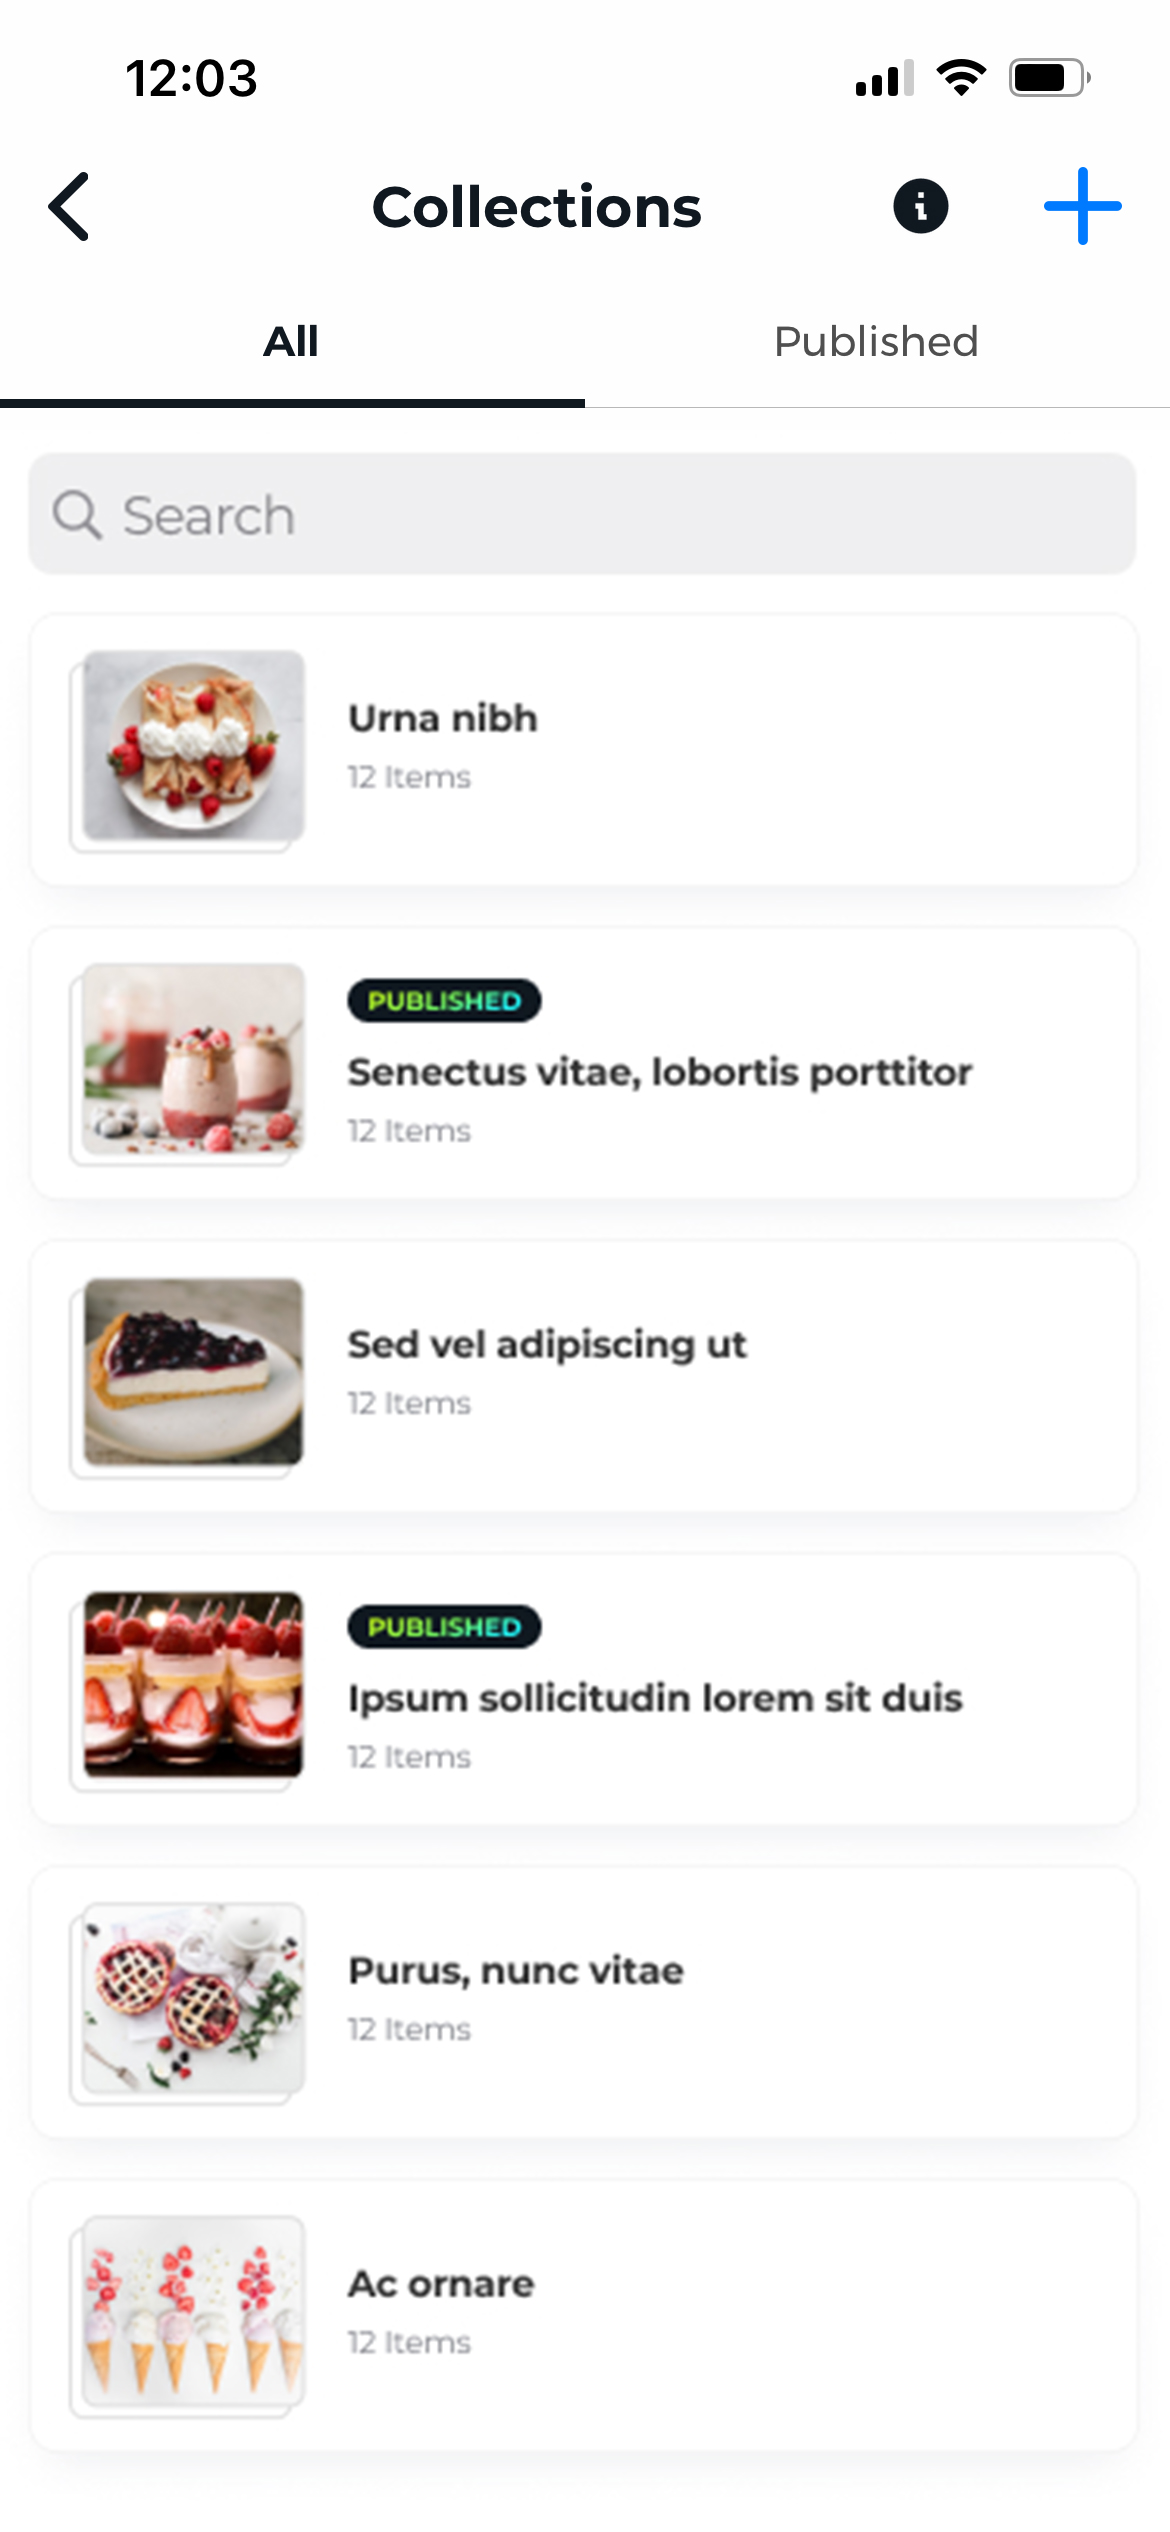 12:03
Collections
All
Published
Search
Urna nibh
12 Items
PUBLISHED
Senectus vitae, lobortis porttitor
12 Items
Sed vel adipiscing ut
12 Items
PUBLISHED
Ipsum sollicitudin lorem sit duis
12 Items
Purus, nunc vitae
12 Items
Ac ornare
12 Items